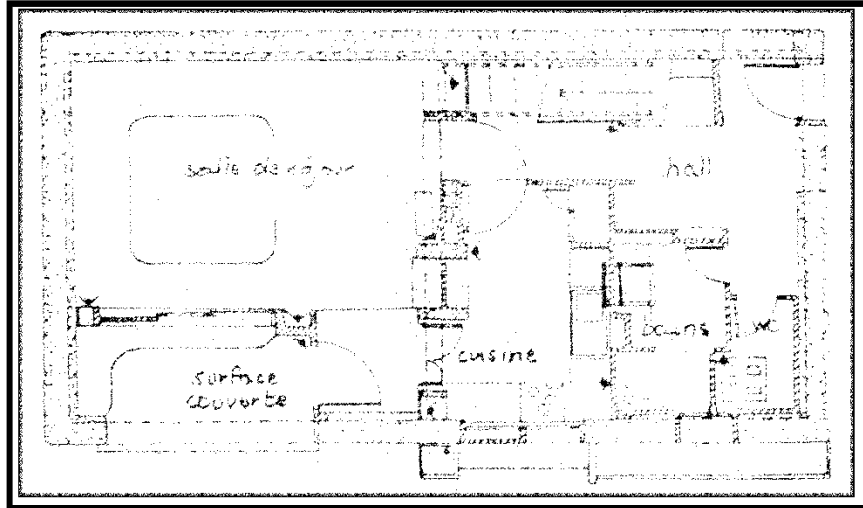 salle de séjour
hall
bains
wc
cuisine
surface
couverte